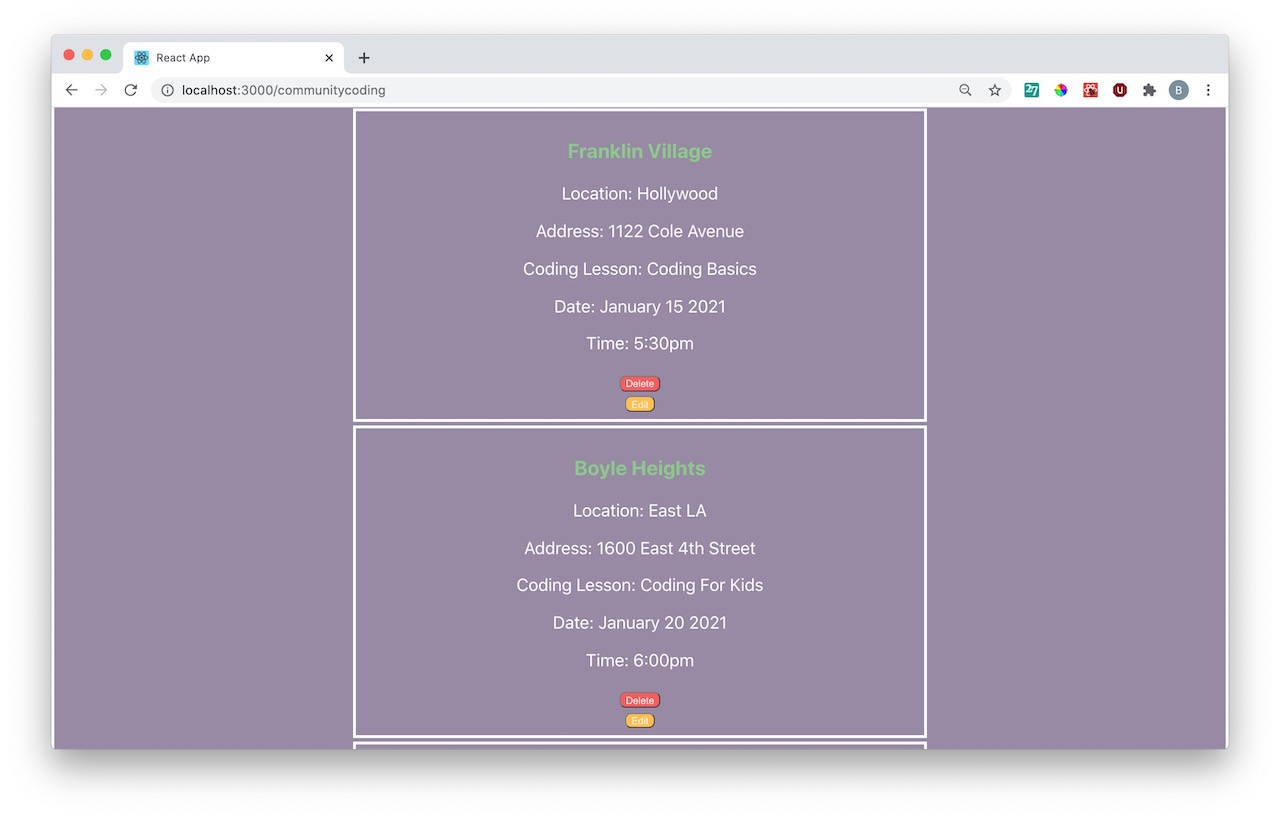 React App
localhost:3000/communitycoding
27
U
B
Franklin Village
Location: Hollywood
Address: 1122 Cole Avenue
Coding Lesson: Coding Basics
Date: January 15 2021
Time: 5:30pm
Delete
Edit
Boyle Heights
Location: East LA
Address: 1600 East 4th Street
Coding Lesson: Coding For Kids
Date: January 20 2021
Time: 6:00pm
Delete
Edit